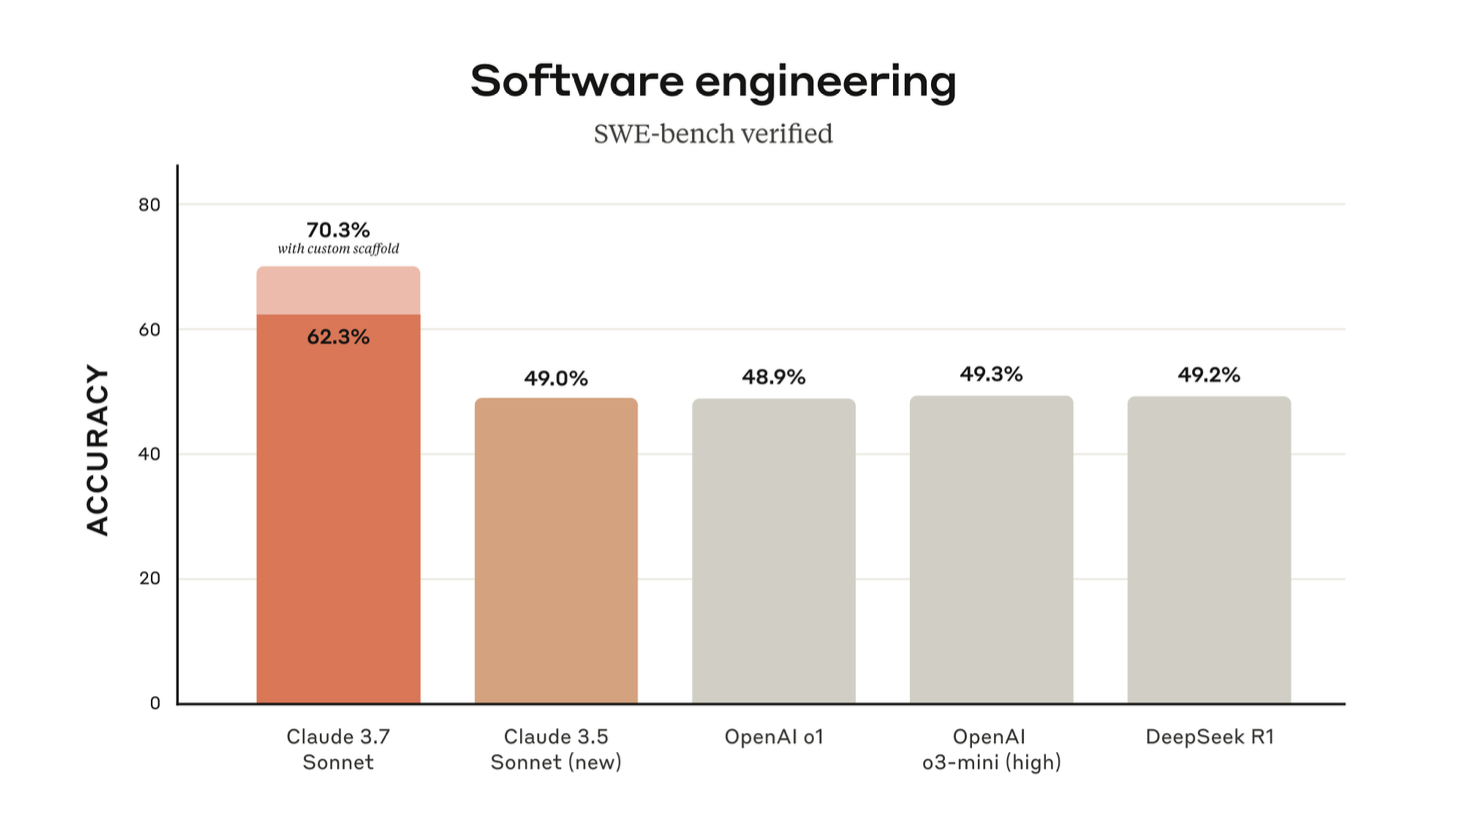 Software engineering
SWE-bench verified
ACCURACY
80
60
40
20
0
70.3%
with custom scaffold
62.3%
49.0%
48.9%
49.3%
49.2%
Claude 3.7
Sonnet
Claude 3.5
Sonnet (new)
OpenAI o1
OpenAI
o3-mini (high)
DeepSeek R1